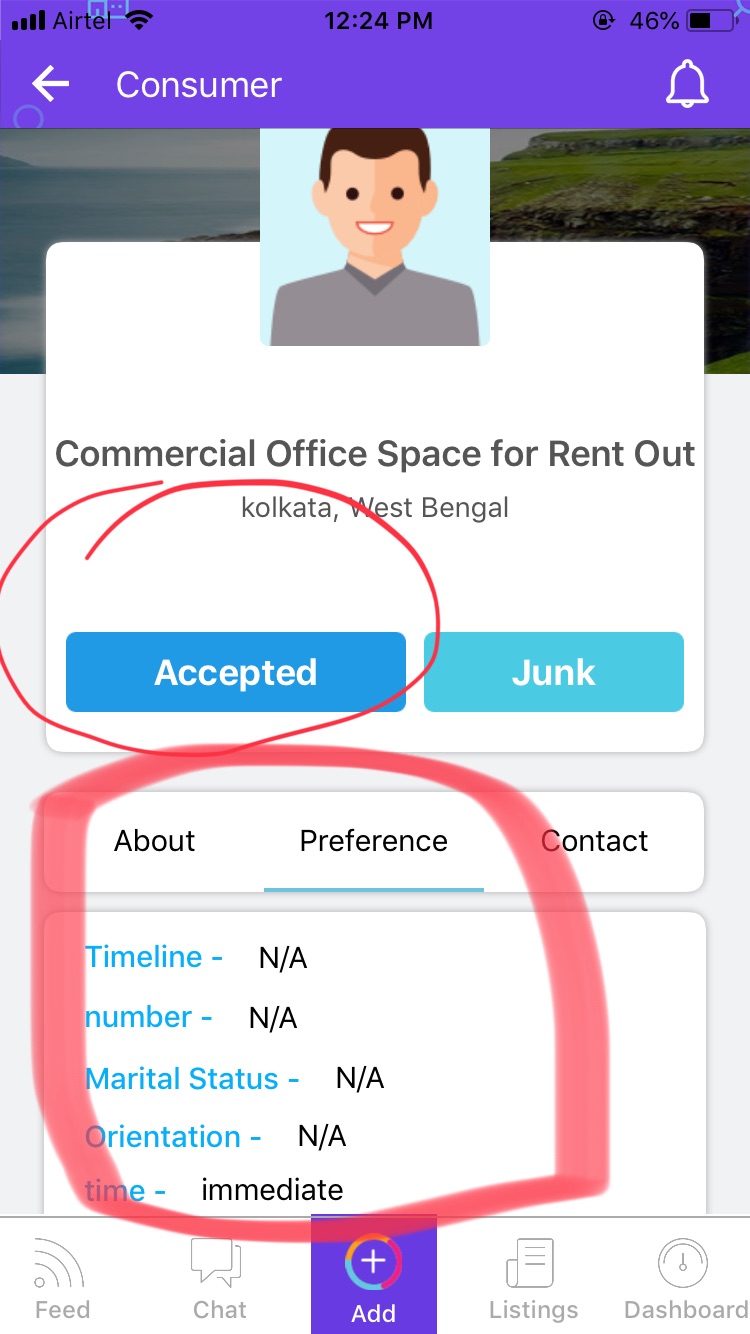 Airtel 12:24 PM 46%
Consumer
Commercial Office Space for Rent Out
kolkata, West Bengal
Accepted Junk
About Preference Contact
Timeline - N/A
number - N/A
Marital Status - N/A
Orientation - N/A
time - immediate
Feed Chat Add Listings Dashboard